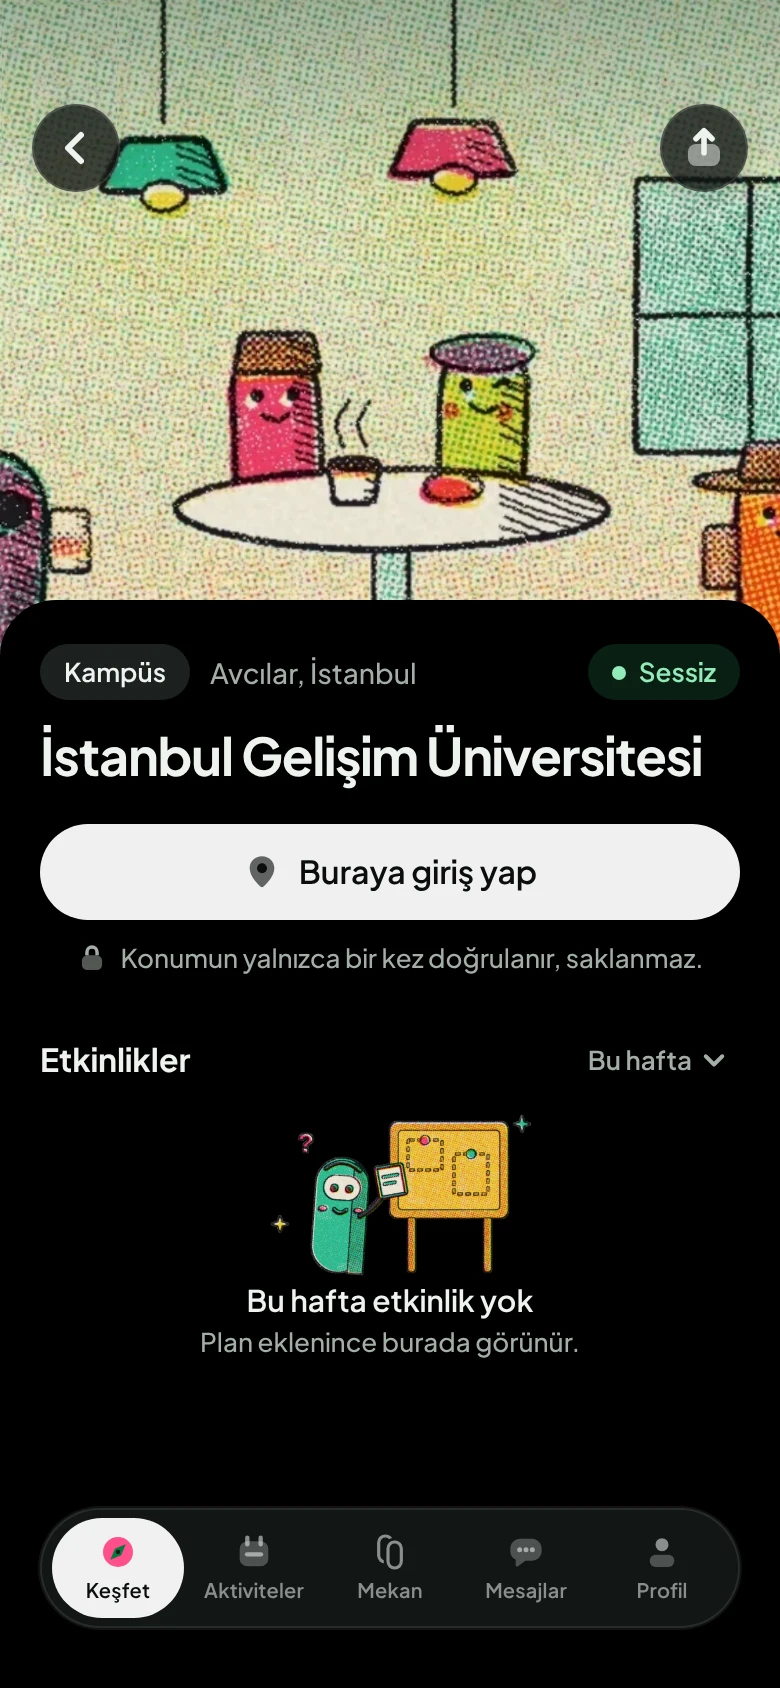 Kampüs Avcılar, İstanbul Sessiz
İstanbul Gelişim Üniversitesi
Buraya giriş yap
Konumun yalnızca bir kez doğrulanır, saklanmaz.
Etkinlikler Bu hafta
?
Bu hafta etkinlik yok
Plan eklenince burada görünür.
Keşfet Aktiviteler Mekan Mesajlar Profil